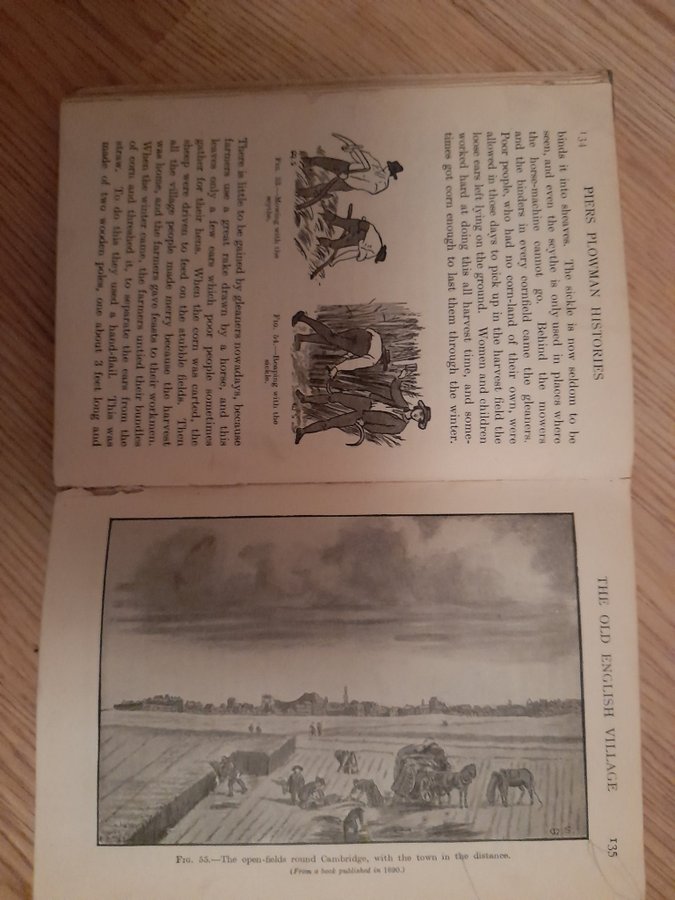 134 PIERS PLOWMAN HISTORIES
binds it into sheaves. The sickle is now seldom to be
seen and even the scythe is only used in places where
the horse-machine cannot go. Behind the mowers
and the binders in every cornfield came the gleaners.
Poor people, who had no corn-land of their own, were
allowed in those days to pick up in the harvest field the
loose ears left lying on the ground. Women and children
worked hard at doing this all harvest time, and some-
times got corn enough to last them through the winter.
FIG. 53.—Mowing with the
scythe.
FIG. 54.—Reaping with the
sickle.
There is little to be gained by gleaners nowadays, because
farmers use a great rake drawn by a horse, and this
leaves only a few ears which poor people sometimes
gather for their hens. When the corn was carted, the
sheep were driven to feed on the stubble fields. Then
all the village people made merry because the harvest
was home, and the farmers gave feasts to their workmen.
When the winter came, the farmers untied their bundles
of corn and threshed it, to separate the ears from the
straw. To do this they used a hand-flail. This was
made of two wooden poles, one about 3 feet long and
THE OLD ENGLISH VILLAGE 135
FIG. 55.—The open-fields round Cambridge, with the town in the distance.
(From a book published in 1690.)